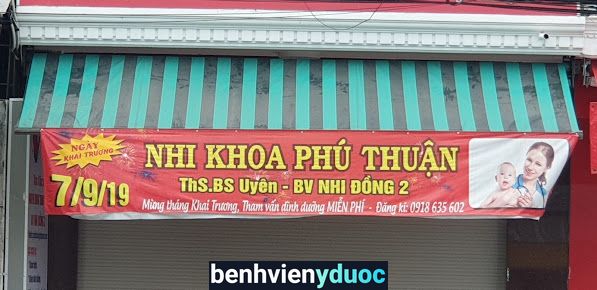 NGÀY
KHAI TRƯƠNG
7/9/19
NHI KHOA PHÚ THUẬN
ThS.BS Uyên - BV NHI ĐỒNG 2
Mừng tháng Khai Trương, Tham vấn dinh dưỡng MIỄN PHÍ - Đăng kí: 0918 635 602
benhvienyduoc